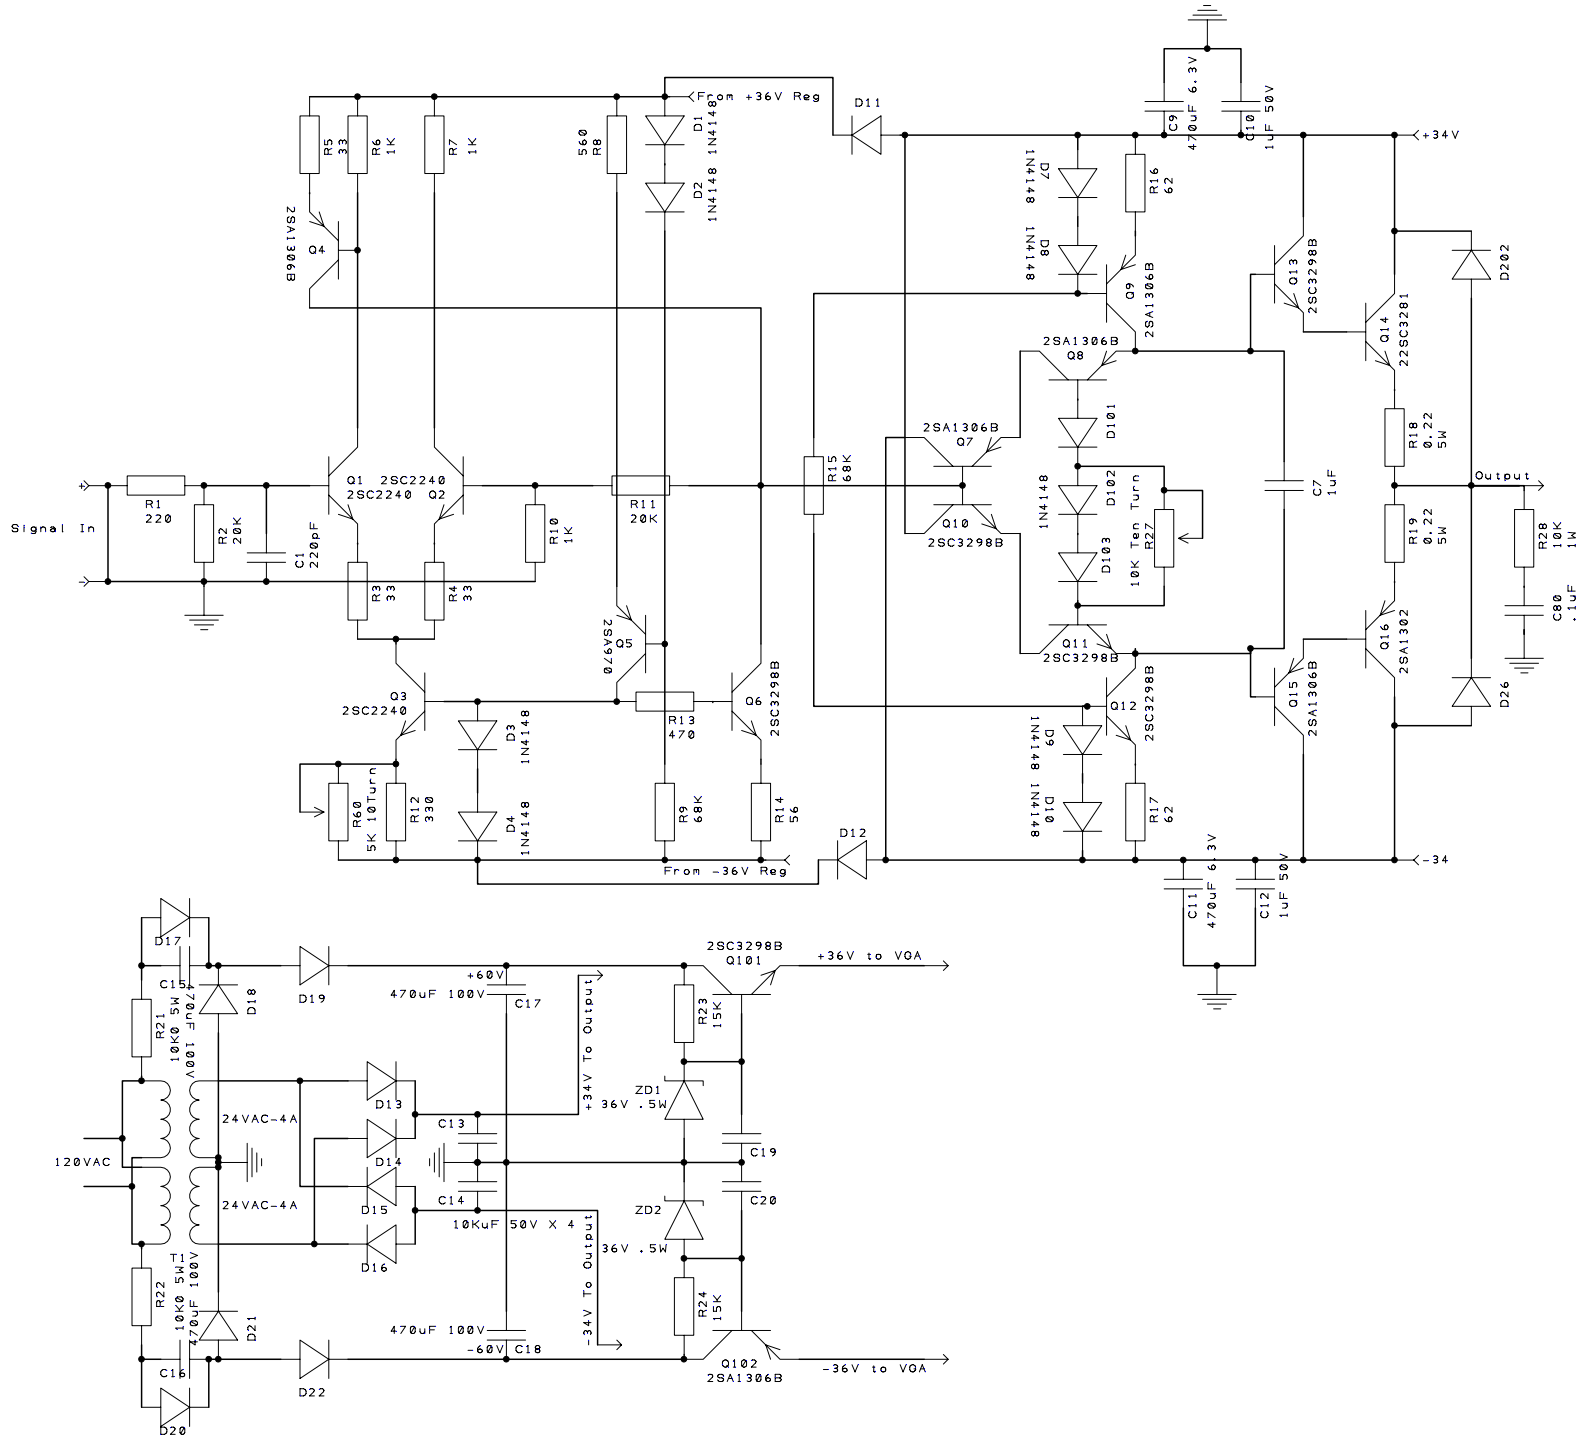 From +36V Reg
D11
C9
470uF 6.3V
C10
1uF 50V
+34V
R5
33
R6
1K
R7
1K
560
R8
D1
1N4148
D2
1N4148
D7
1N4148
R16
62
2SA1306B
Q4
D8
1N4148
Q9
2SA1306B
Q13
2SC3298B
D202
Q14
22SC3281
2SA1306B
Q8
D101
R18
0.22
5W
2SA1306B
Q7
R15
68K
Q1
2SC2240
2SC2240
Q2
Signal In
R1
220
R2
20K
C1
220pF
R10
1K
R11
20K
1N4148
D102
Q10
2SC3298B
D103
10K Ten Turn
R27
C7
1uF
Output
R19
0.22
5W
R28
10K
1W
R3
33
R4
33
Q5
2SA970
Q11
2SC3298B
Q16
2SA1302
C80
.1uF
Q3
2SC2240
R13
470
Q6
2SC3298B
Q12
2SC3298B
Q15
2SA1306B
D26
D3
1N4148
D9
1N4148
R60
5K 10Turn
R12
330
D4
1N4148
R9
68K
R14
56
D10
1N4148
R17
62
D12
From -36V Reg
-34
C11
470uF 6.3V
C12
1uF 50V
D17
C15
470uF 100V
D18
D19
+60V
470uF 100V
C17
2SC3298B
Q101
+36V to VGA
R21
10K0 5W
R23
15K
+34V To Output
D13
24VAC-4A
D14
C13
ZD1
36V .5W
C19
120VAC
24VAC-4A
D15
C14
10KuF 50V X 4
ZD2
36V .5W
C20
D16
T1
R22
10K0 5W
470uF 100V
D21
-34V To Output
R24
15K
470uF 100V
-60V
C18
C16
D22
D20
Q102
2SA1306B
-36V to VGA